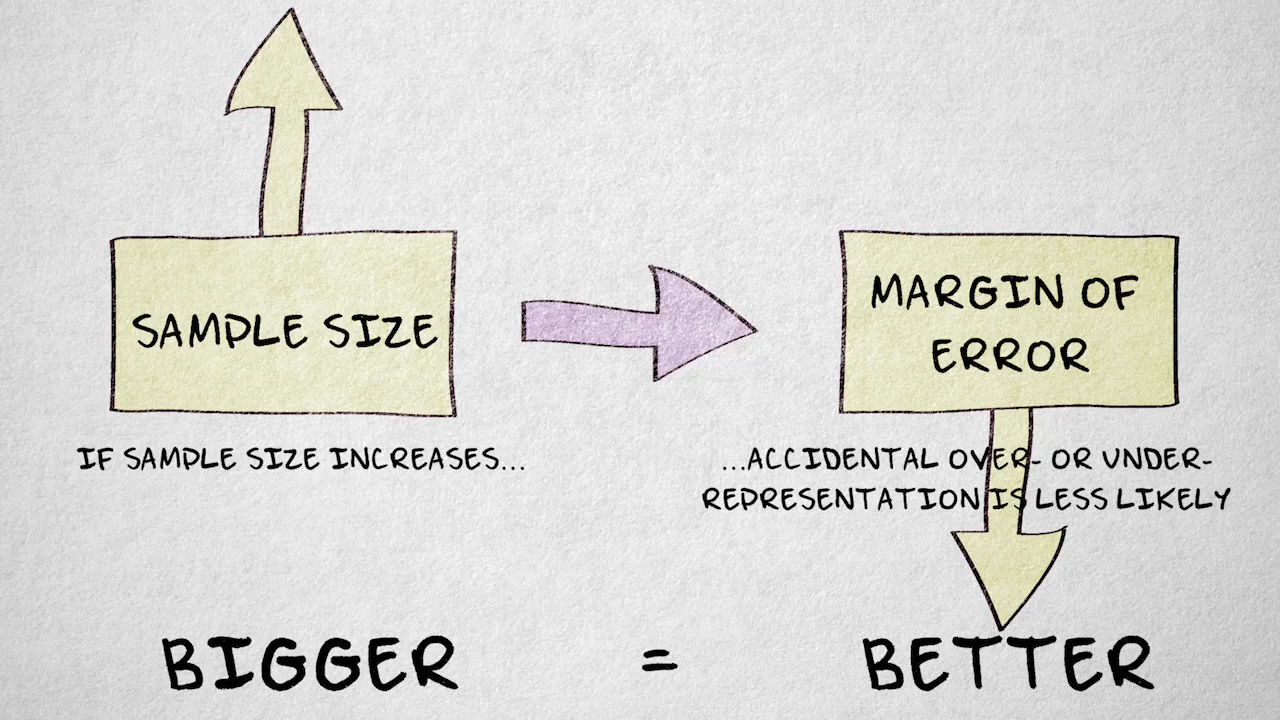 SAMPLE SIZE
MARGIN OF
ERROR
IF SAMPLE SIZE INCREASES...
...ACCIDENTAL OVER- OR UNDER-
REPRESENTATION IS LESS LIKELY
BIGGER = BETTER